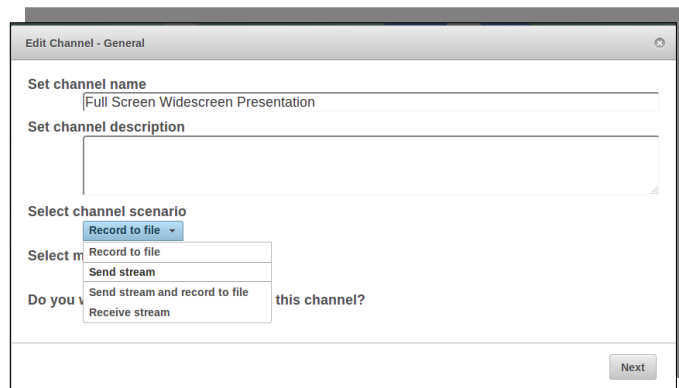 Edit Channel - General
Set channel name
Full Screen Widescreen Presentation
Set channel description
Select channel scenario
Record to file
Record to file
Select m
Send stream
Send stream and record to file
Do you this channel?
Receive stream
Next